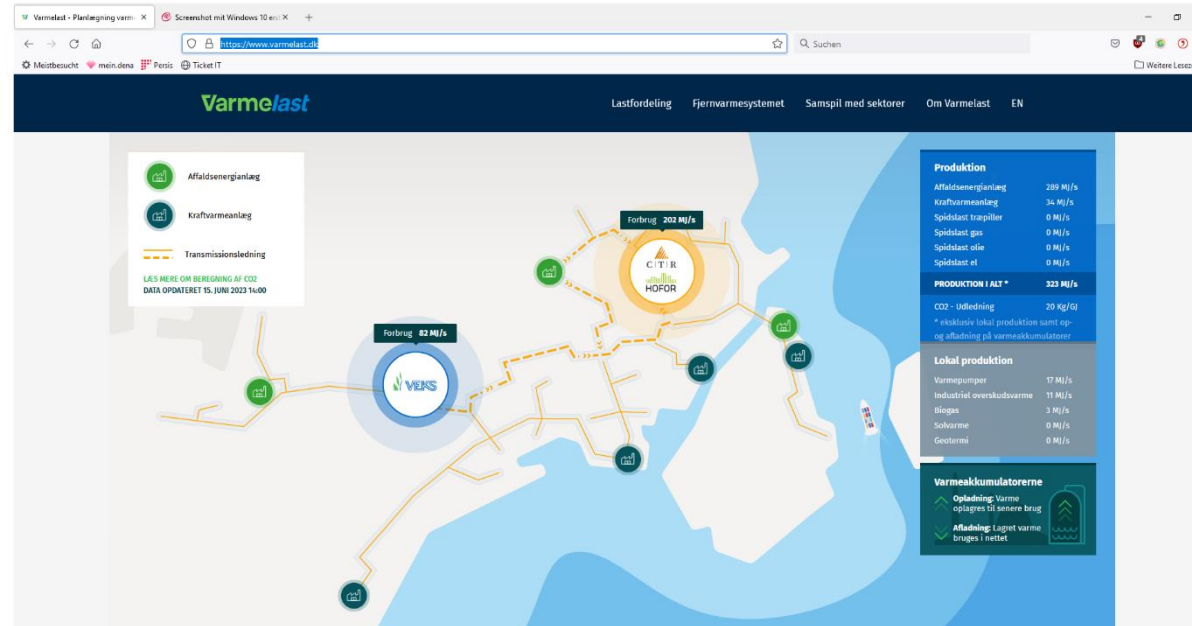 Varmelast - Planlægning varm
Screenshot mit Windows 10 erst
https://www.varmelast.dk
Suchen
Meistbesucht
mein.dena
Persis
Ticket IT
Weitere Lesez
Varmelast
Lastfordeling
Fjernvarmesystemet
Samspil med sektorer
Om Varmelast
EN
Affaldsenergianlæg
Kraftvarmeanlæg
Transmissionsledning
LÆS MERE OM BEREGNING AF CO2
DATA OPDATERET 15. JUNI 2023 14:00
Forbrug 202 MJ/s
CTR
HOFOR
Forbrug 82 MJ/s
VEKS
Produktion
Affaldsenergianlæg 289 MJ/s
Kraftvarmeanlæg 34 MJ/s
Spidslast træpiller 0 MJ/s
Spidslast gas 0 MJ/s
Spidslast olie 0 MJ/s
Spidslast el 0 MJ/s
PRODUKTION I ALT * 323 MJ/s
CO2 - Udledning 20 Kg/GJ
* eksklusiv lokal produktion samt op-
og afladning på varmeakkumulatorer
Lokal produktion
Varmepumper 17 MJ/s
Industriel overskudsvarme 11 MJ/s
Biogas 3 MJ/s
Solvarme 0 MJ/s
Geotermi 0 MJ/s
Varmeakkumulatorerne
Opladning: Varme
oplagres til senere brug
Afladning: Lagret varme
bruges i nettet